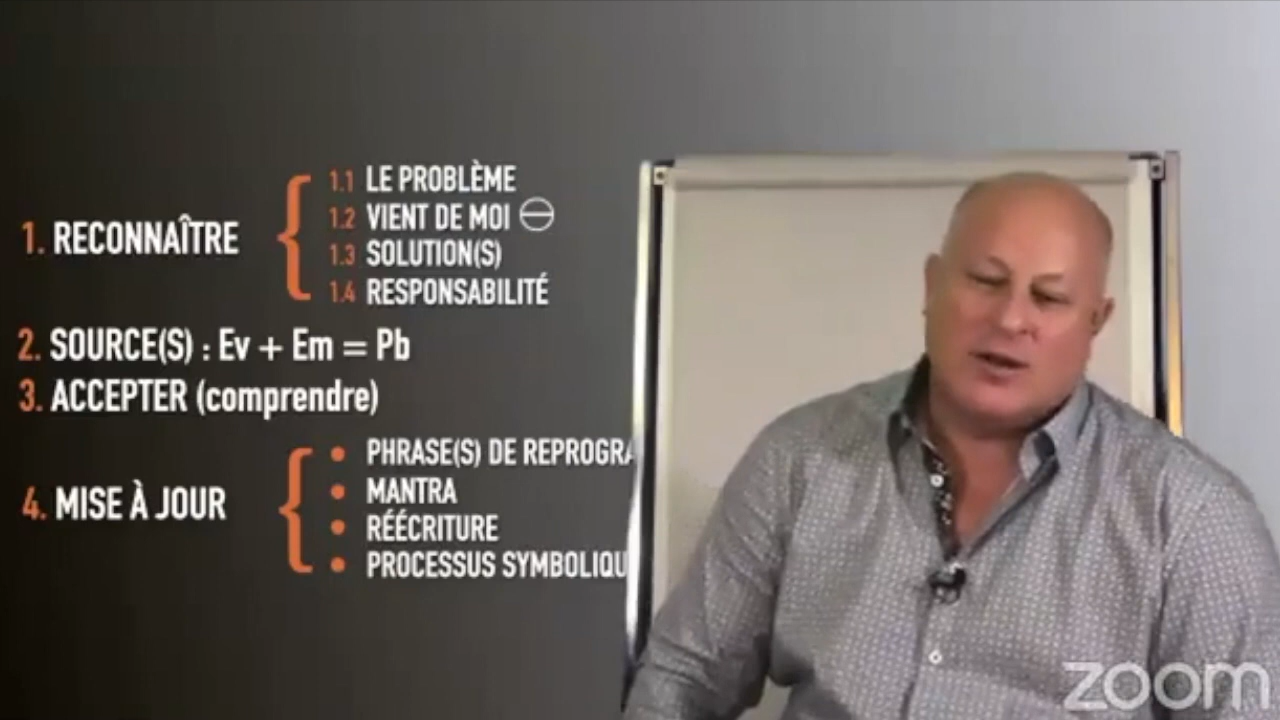 1. RECONNAÎTRE
1.1 LE PROBLÈME
1.2 VIENT DE MOI
1.3 SOLUTION(S)
1.4 RESPONSABILITÉ
2. SOURCE(S) : Ev + Em = Pb
3. ACCEPTER (comprendre)
4. MISE À JOUR
• PHRASE(S) DE REPROGRA
• MANTRA
• RÉÉCRITURE
• PROCESSUS SYMBOLIQU
zoom